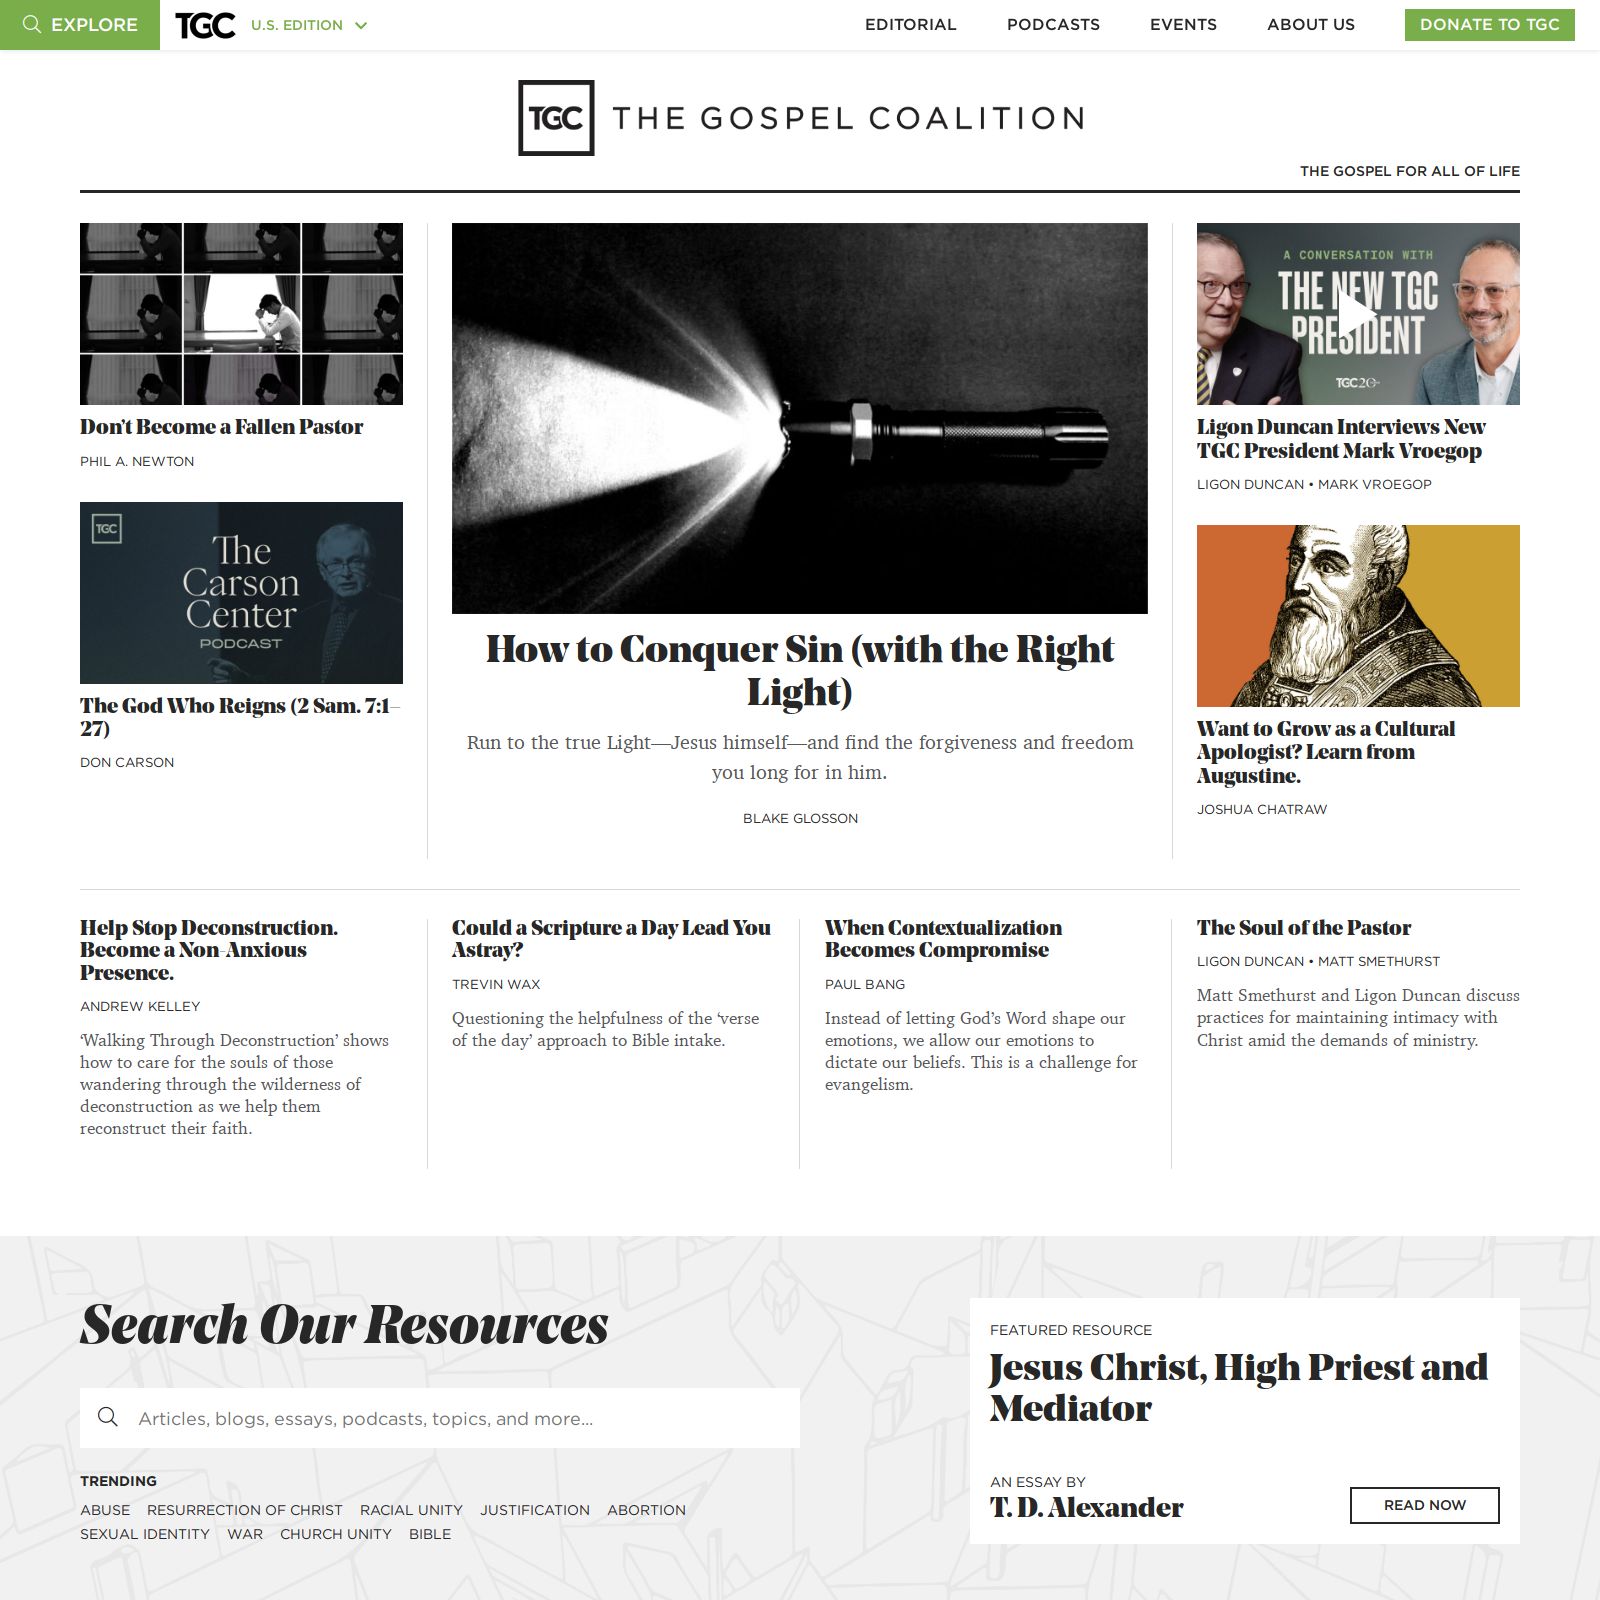 EXPLORE
TGC
U.S. EDITION
EDITORIAL
PODCASTS
EVENTS
ABOUT US
DONATE TO TGC
TGC THE GOSPEL COALITION
THE GOSPEL FOR ALL OF LIFE
Don’t Become a Fallen Pastor
PHIL A. NEWTON
TGC
The
Carson
Center
PODCAST
The God Who Reigns (2 Sam. 7:1–
27)
DON CARSON
How to Conquer Sin (with the Right
Light)
Run to the true Light—Jesus himself—and find the forgiveness and freedom
you long for in him.
BLAKE GLOSSON
A CONVERSATION WITH
THE NEW TGC
PRESIDENT
TGC20
Ligon Duncan Interviews New
TGC President Mark Vroegop
LIGON DUNCAN • MARK VROEGOP
Want to Grow as a Cultural
Apologist? Learn from
Augustine.
JOSHUA CHATRAW
Help Stop Deconstruction.
Become a Non-Anxious
Presence.
ANDREW KELLEY
‘Walking Through Deconstruction’ shows
how to care for the souls of those
wandering through the wilderness of
deconstruction as we help them
reconstruct their faith.
Could a Scripture a Day Lead You
Astray?
TREVIN WAX
Questioning the helpfulness of the ‘verse
of the day’ approach to Bible intake.
When Contextualization
Becomes Compromise
PAUL BANG
Instead of letting God’s Word shape our
emotions, we allow our emotions to
dictate our beliefs. This is a challenge for
evangelism.
The Soul of the Pastor
LIGON DUNCAN • MATT SMETHURST
Matt Smethurst and Ligon Duncan discuss
practices for maintaining intimacy with
Christ amid the demands of ministry.
Search Our Resources
Articles, blogs, essays, podcasts, topics, and more...
TRENDING
ABUSE RESURRECTION OF CHRIST RACIAL UNITY JUSTIFICATION ABORTION
SEXUAL IDENTITY WAR CHURCH UNITY BIBLE
FEATURED RESOURCE
Jesus Christ, High Priest and
Mediator
AN ESSAY BY
T. D. Alexander
READ NOW